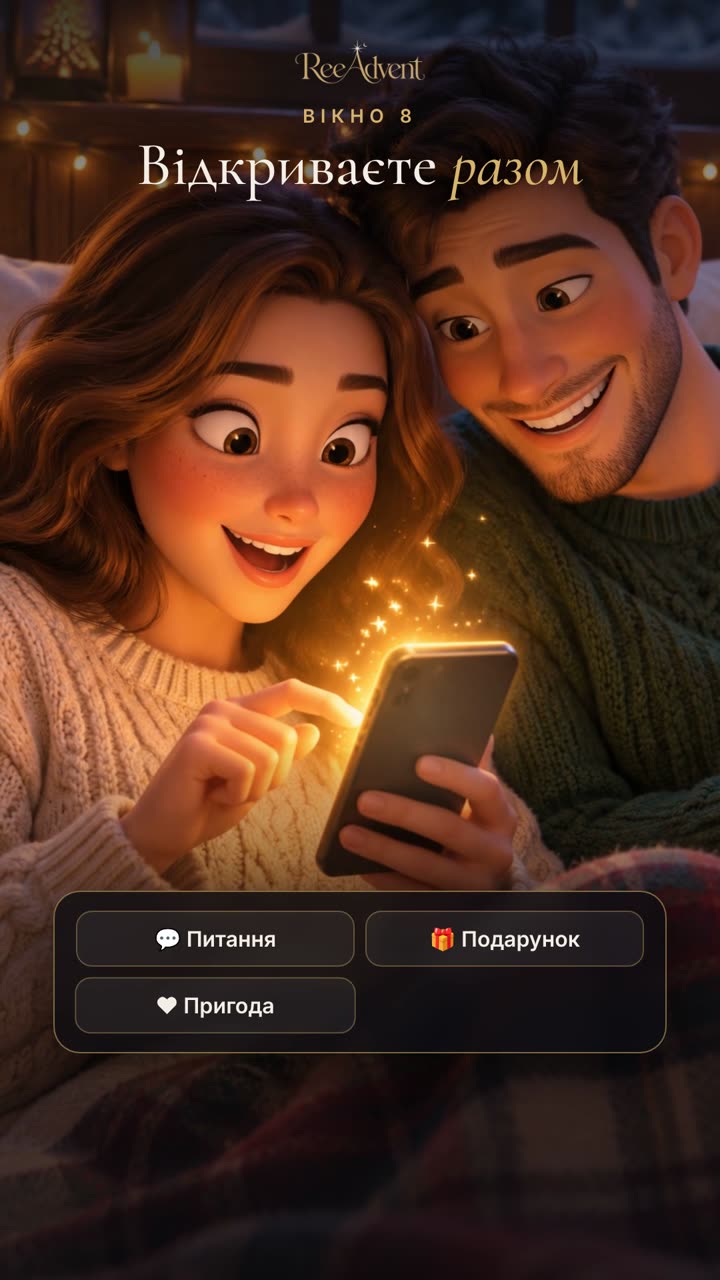 ReeAdvent
ВІКНО 8
Відкриваєте разом
💬 Питання
🎁 Подарунок
🤍 Пригода